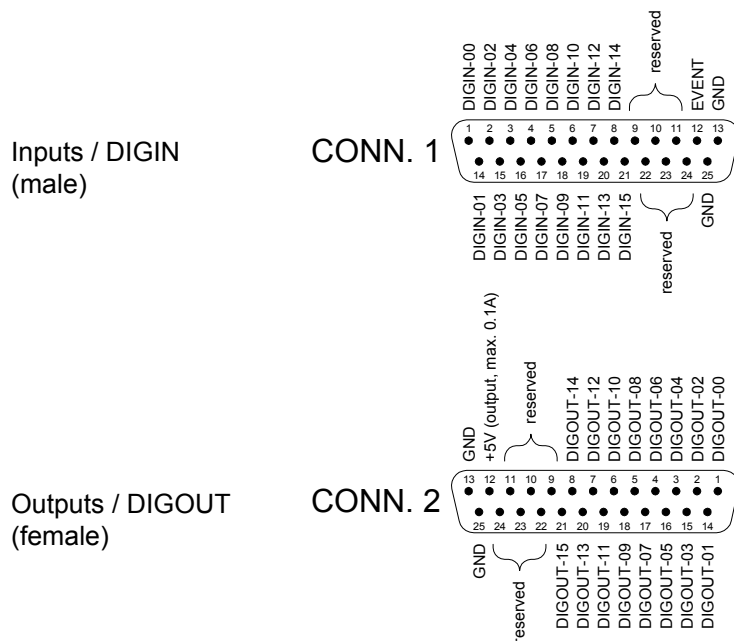 DIGIN-00 DIGIN-02 DIGIN-04 DIGIN-06 DIGIN-08 DIGIN-10 DIGIN-12 DIGIN-14 reserved EVENT GND
1 2 3 4 5 6 7 8 9 10 11 12 13
Inputs / DIGIN
(male)
CONN. 1
14 15 16 17 18 19 20 21 22 23 24 25
DIGIN-01 DIGIN-03 DIGIN-05 DIGIN-07 DIGIN-09 DIGIN-11 DIGIN-13 DIGIN-15 reserved GND
GND +5V (output, max. 0.1A) reserved DIGOUT-14 DIGOUT-12 DIGOUT-10 DIGOUT-08 DIGOUT-06 DIGOUT-04 DIGOUT-02 DIGOUT-00
13 12 11 10 9 8 7 6 5 4 3 2 1
Outputs / DIGOUT
(female)
CONN. 2
25 24 23 22 21 20 19 18 17 16 15 14
GND reserved DIGOUT-15 DIGOUT-13 DIGOUT-11 DIGOUT-09 DIGOUT-07 DIGOUT-05 DIGOUT-03 DIGOUT-01